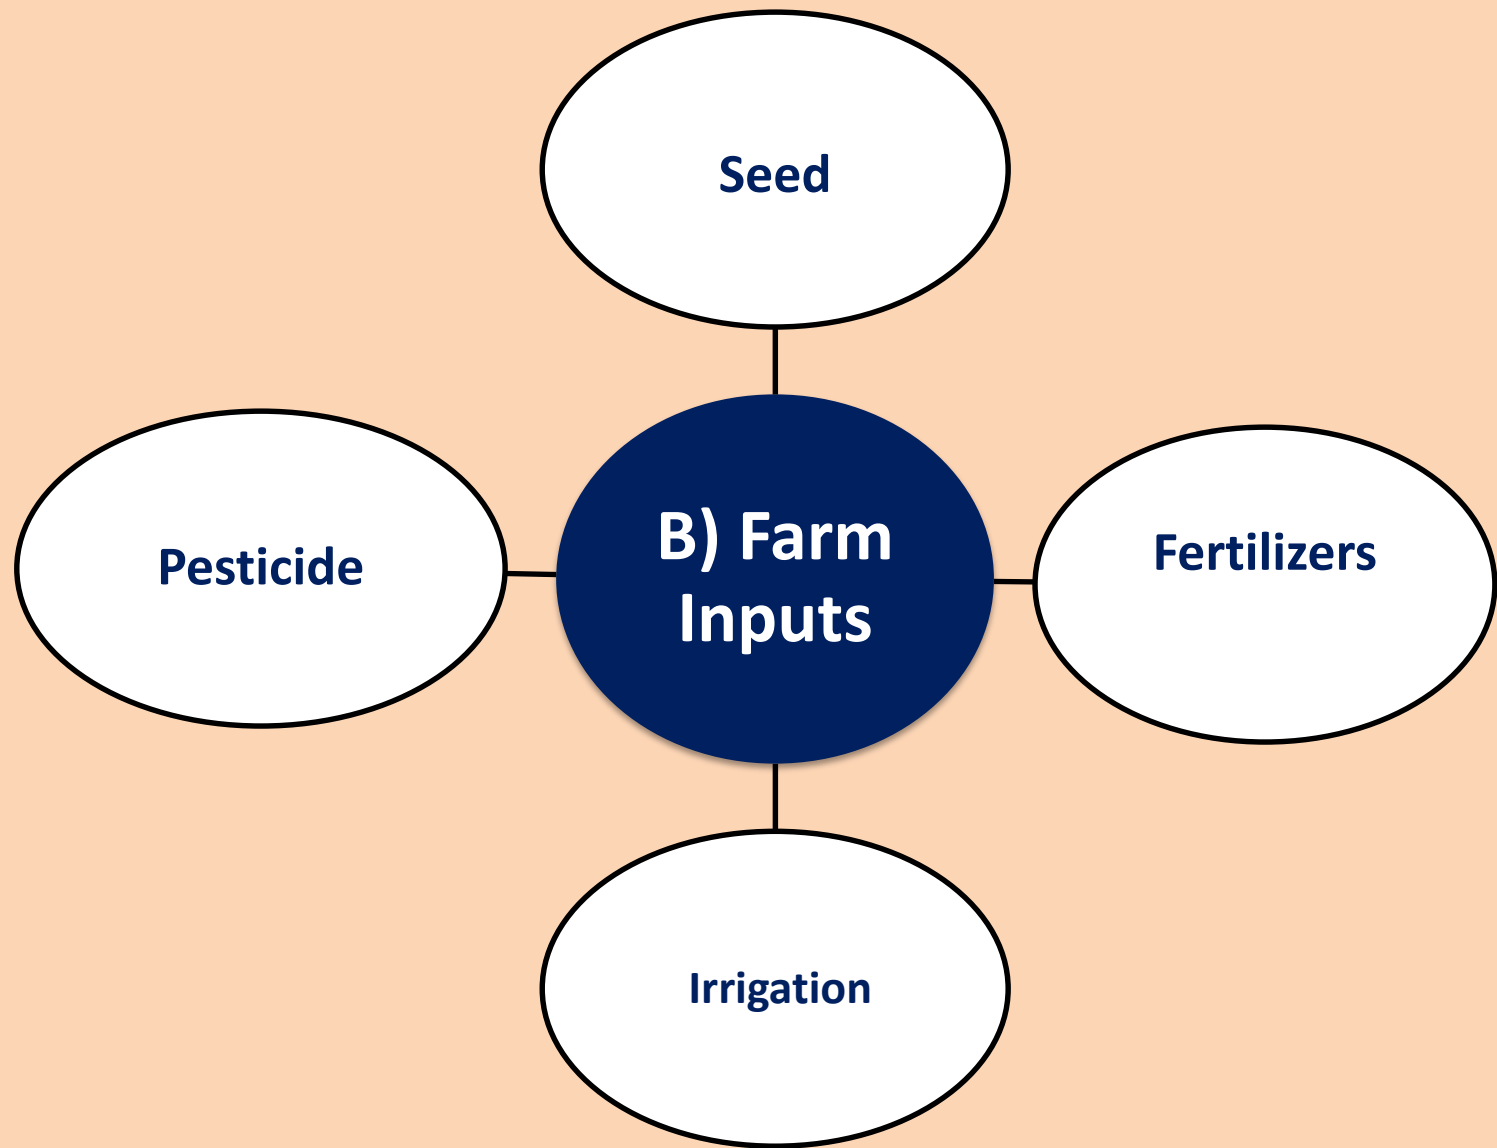 Seed
Pesticide
B) Farm
Inputs
Fertilizers
Irrigation